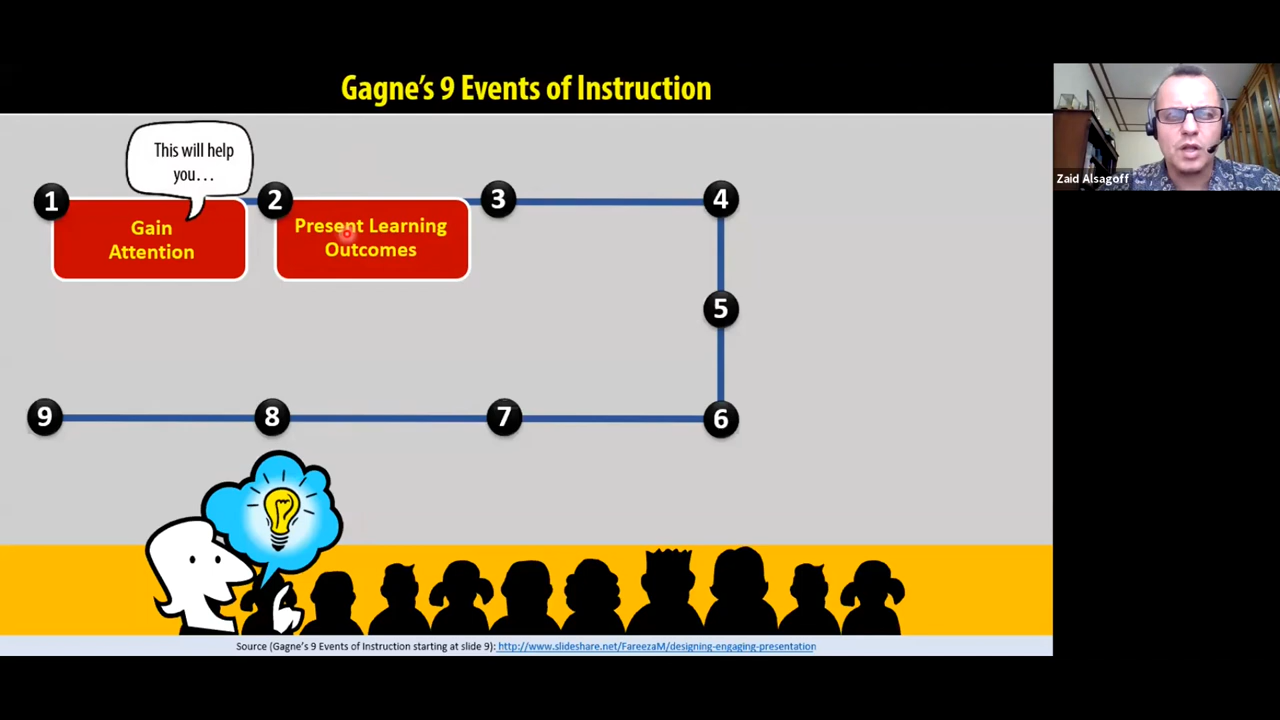 Gagne’s 9 Events of Instruction
This will help
you…
1
2
3
4
Gain
Attention
Present Learning
Outcomes
5
9
8
7
6
Zaid Alsagoff
Source (Gagne’s 9 Events of Instruction starting at slide 9): http://www.slideshare.net/FareezaM/designing-engaging-presentation